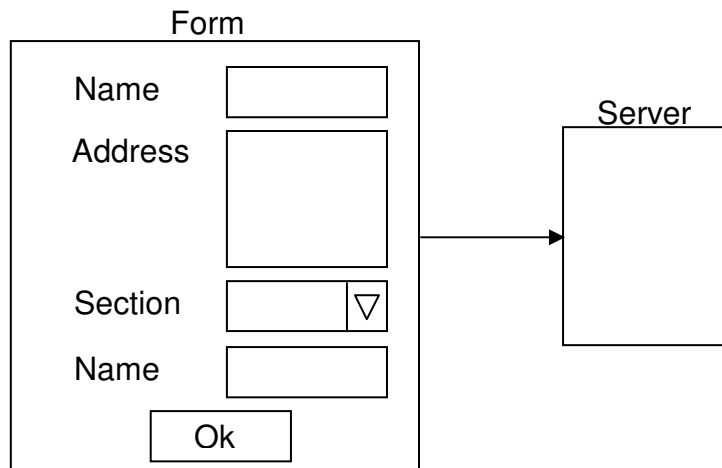 Form
Name
Address
Section
Name
Ok
Server